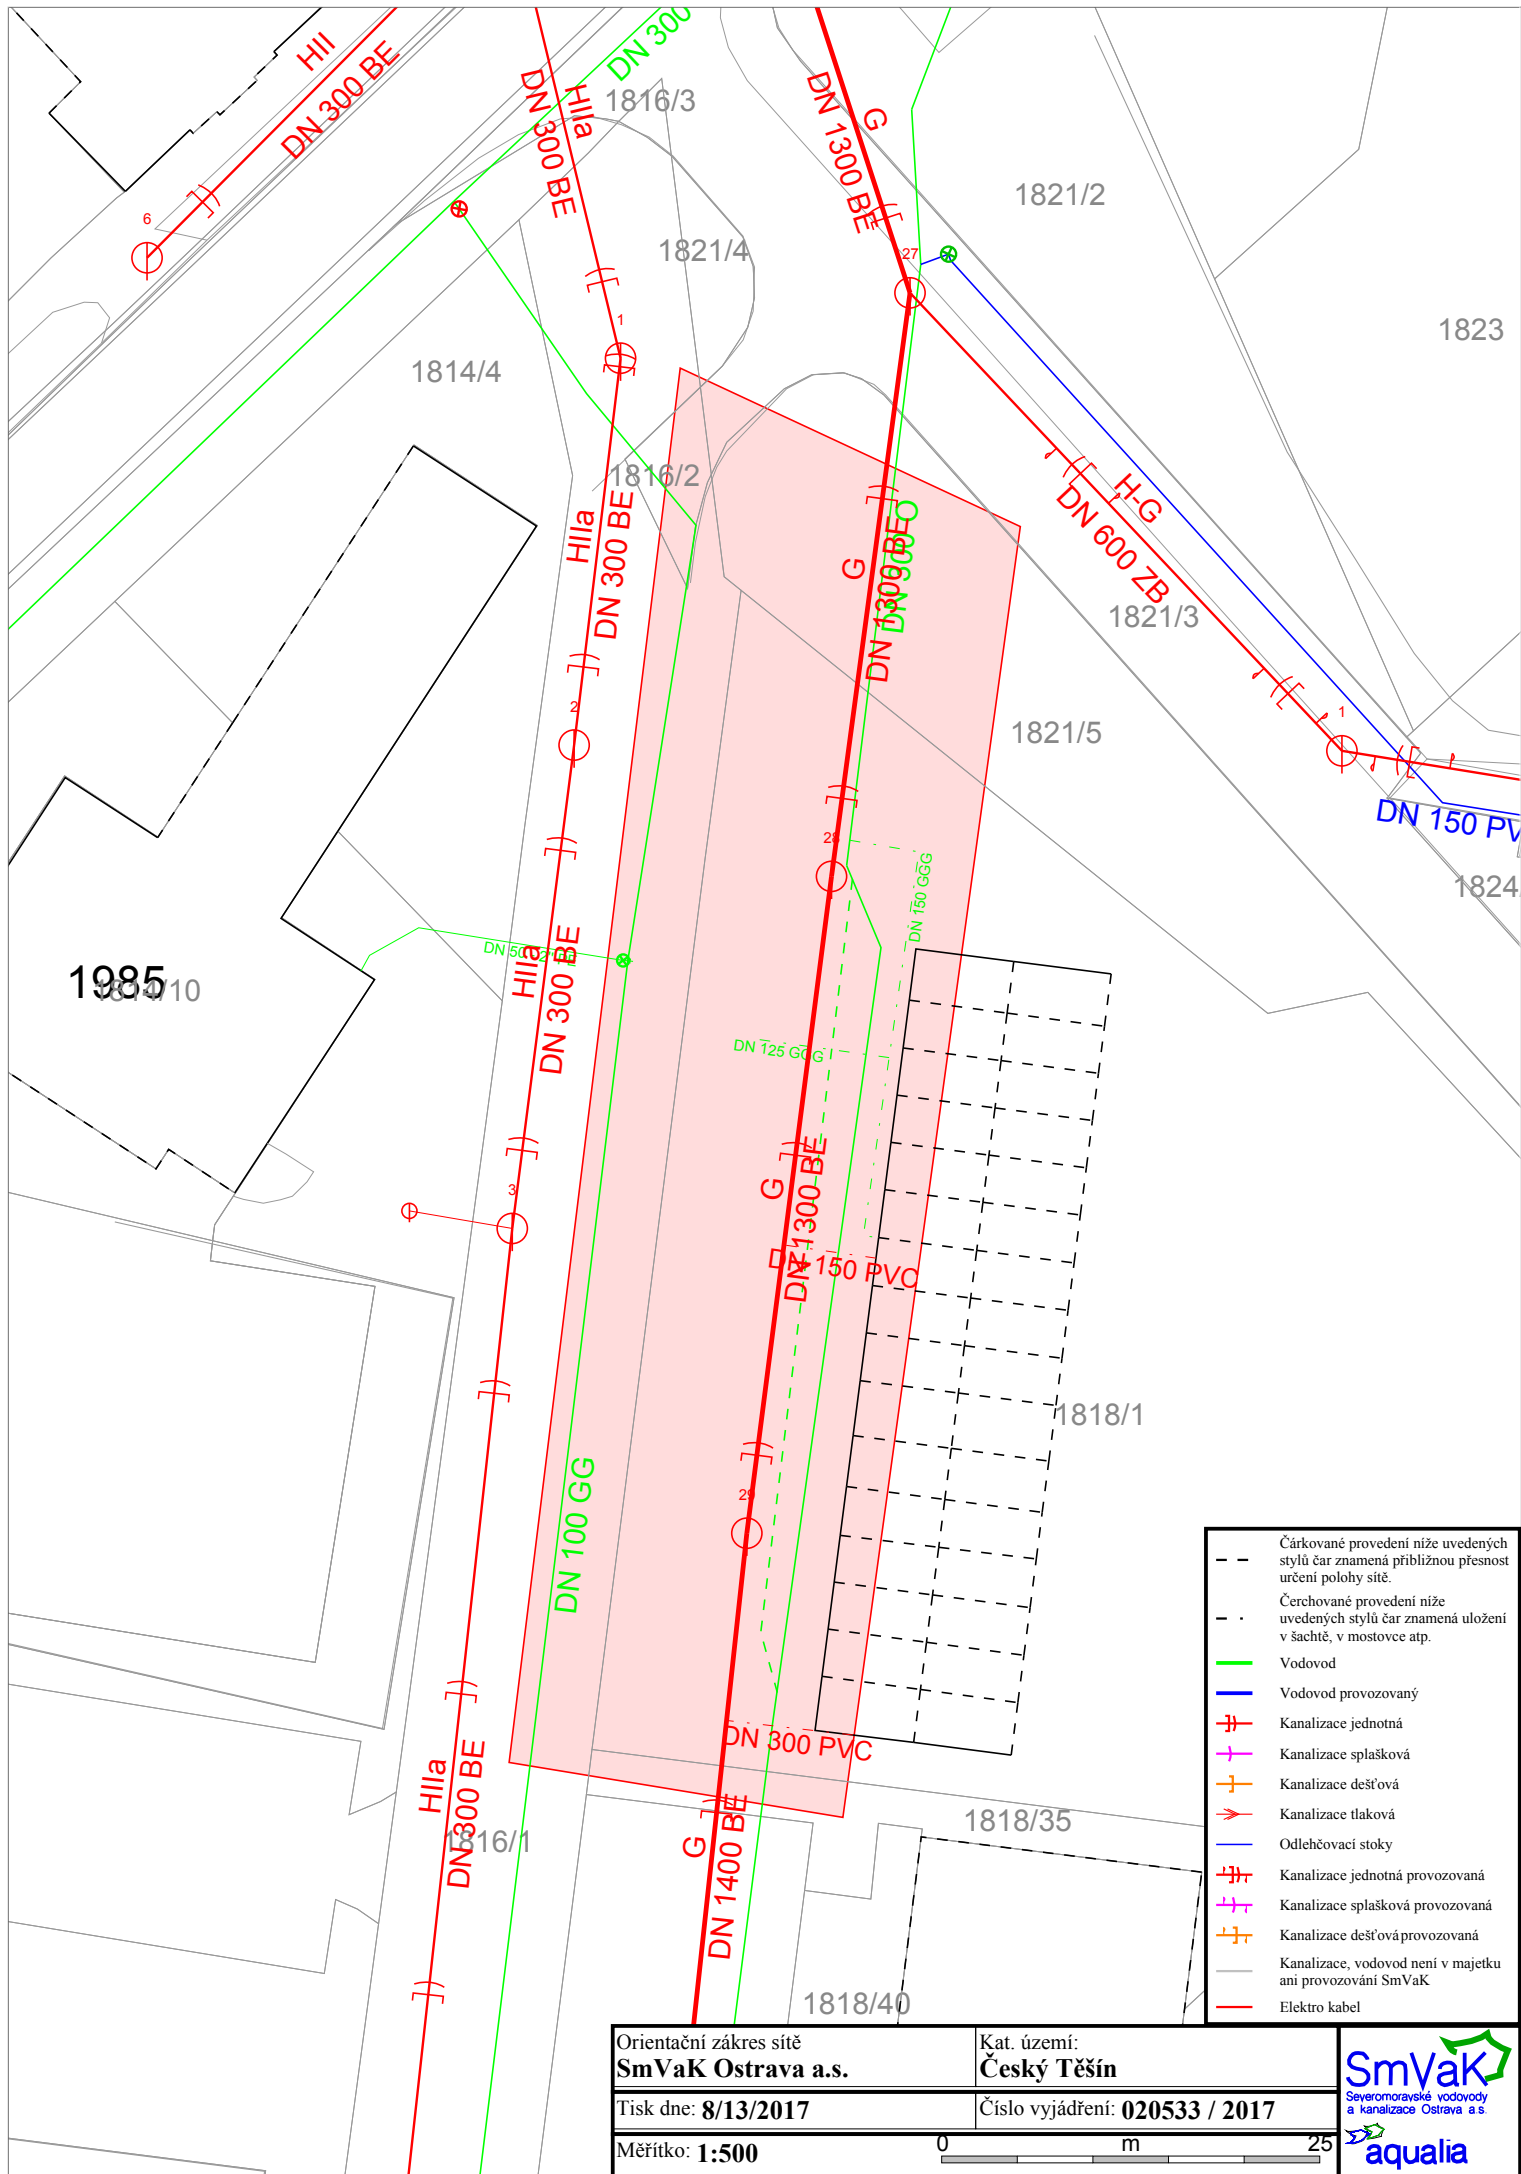 HII
DN 300 BE
DN 300
HIIa
DN 300 BE
1816/3
G
DN 1300 BE
1821/2
6
1821/4
27
1823
1
1814/4
1816/2
H-G
DN 600 ZB
HIIa
DN 300 BE
G
DN 1300 BE
1821/3
2
1821/5
1
DN 150 PV
28
1824
DN 150 GGG
DN 50
HIIa
DN 300 BE
1985
1814/10
DN 125 GGG
3
G
DN 1300 BE
DN 150 PVC
1818/1
DN 100 GG
29
DN 300 PVC
HIIa
DN 300 BE
1816/1
G
DN 1400 BE
1818/35
1818/40
Čárkované provedení níže uvedených
stylů čar znamená přibližnou přesnost
určení polohy sítě.
Čerchované provedení níže
uvedených stylů čar znamená uložení
v šachtě, v mostovce atp.
Vodovod
Vodovod provozovaný
Kanalizace jednotná
Kanalizace splašková
Kanalizace dešťová
Kanalizace tlaková
Odlehčovací stoky
Kanalizace jednotná provozovaná
Kanalizace splašková provozovaná
Kanalizace dešťová provozovaná
Kanalizace, vodovod není v majetku
ani provozování SmVaK
Elektro kabel
Orientační zákres sítě
SmVaK Ostrava a.s.
Kat. území:
Český Těšín
Tisk dne: 8/13/2017
Číslo vyjádření: 020533 / 2017
Měřítko: 1:500
0 m 25
SmVaK
Severomoravské vodovody
a kanalizace Ostrava a.s.
aqualia